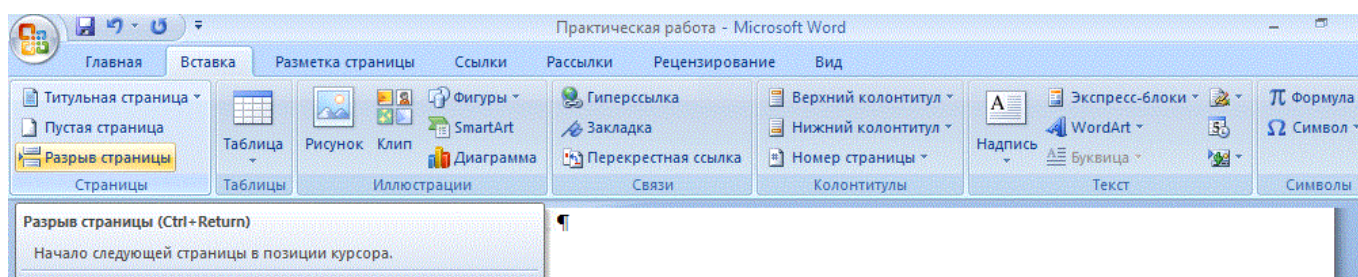 Практическая работа - Microsoft Word
Главная Вставка Разметка страницы Ссылки Рассылки Рецензирование Вид
Титульная страница
Пустая страница
Разрыв страницы
Страницы
Таблица
Таблицы
Рисунок
Клип
Фигуры
SmartArt
Диаграмма
Иллюстрации
Гиперссылка
Закладка
Перекрестная ссылка
Связи
Верхний колонтитул
Нижний колонтитул
Номер страницы
Колонтитулы
Надпись
Экспресс-блоки
WordArt
Буквица
Текст
π Формула
Ω Символ
Символы
Разрыв страницы (Ctrl+Return)
Начало следующей страницы в позиции курсора.
¶